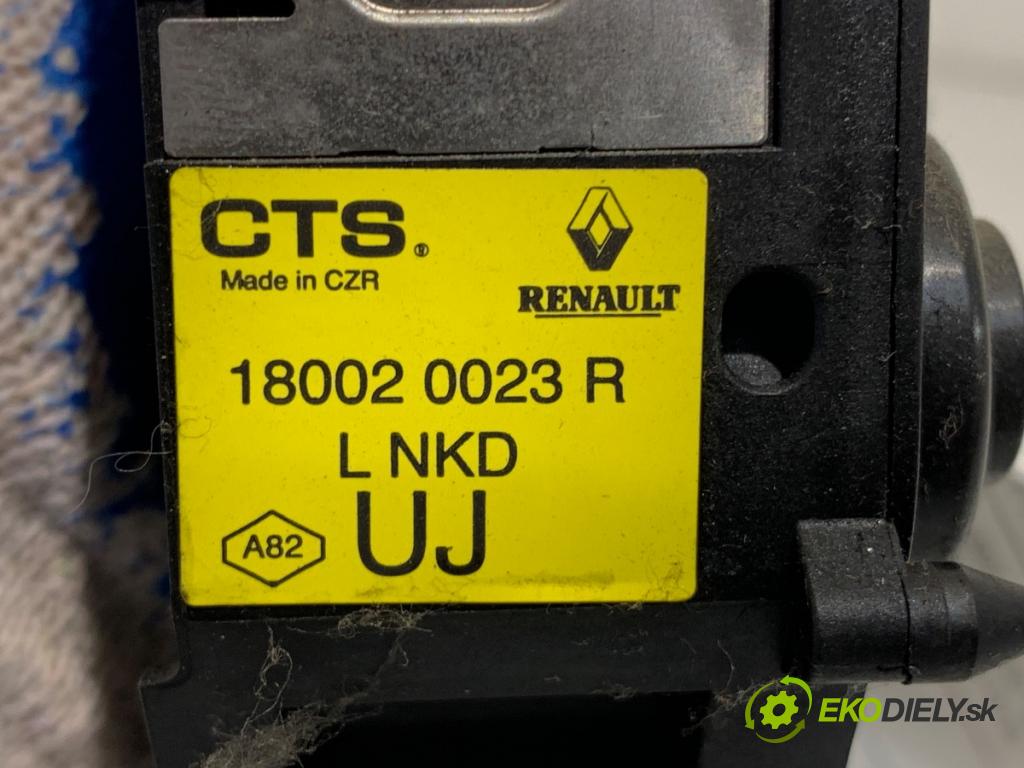 CTS®
Made in CZR
RENAULT
18002 0023 R
L NKD
UJ
A82
EKODIELY.sk